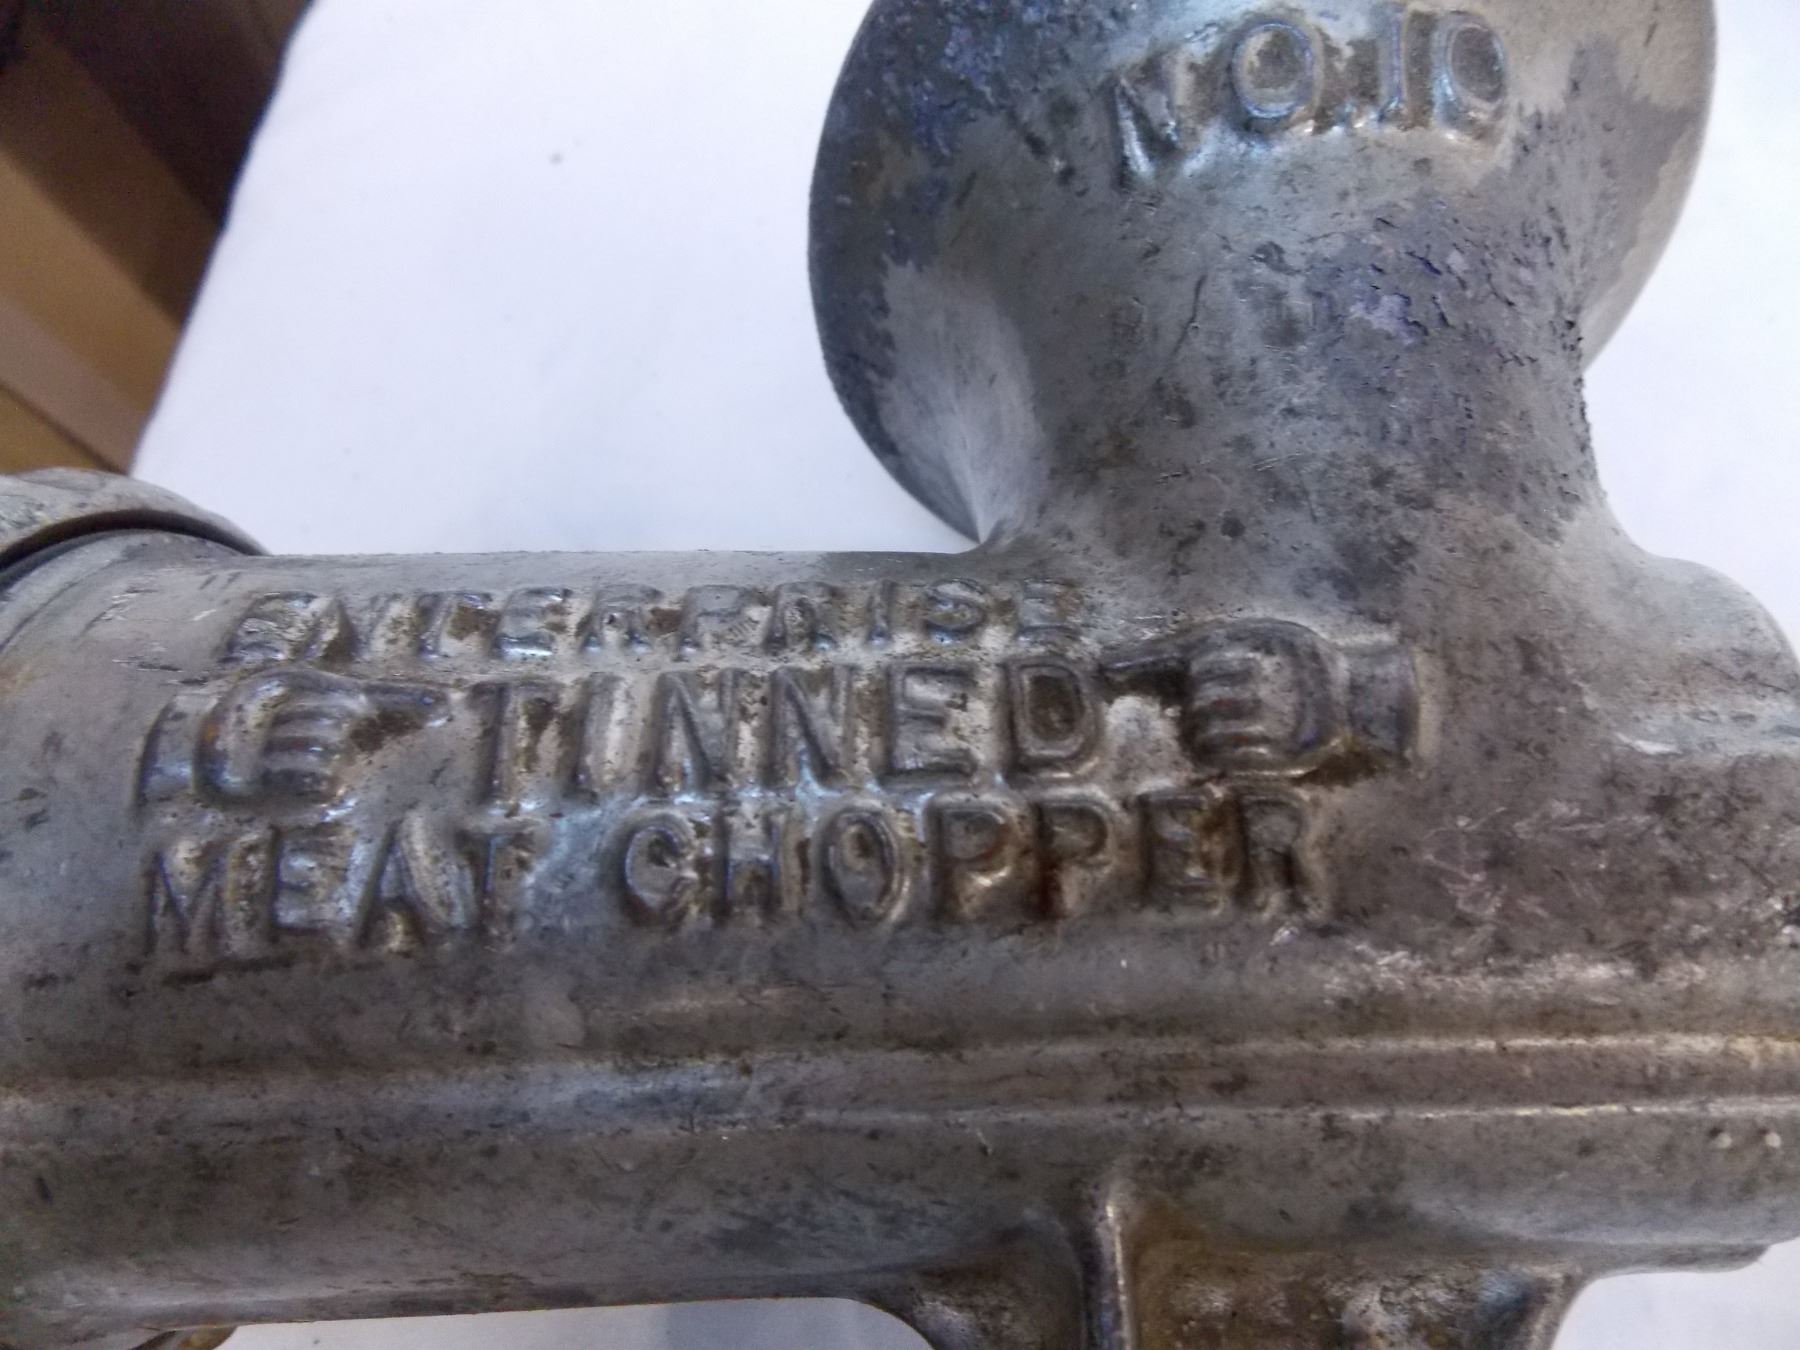 NO.10
ENTERPRISE
TINNED
MEAT CHOPPER